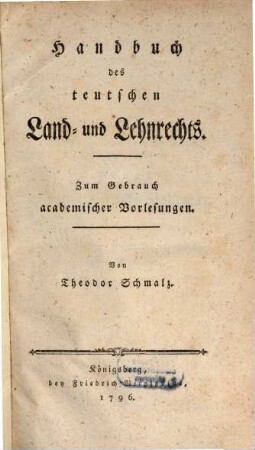 Handbuch
des
teutschen
Land- und Lehnrechts.
Zum Gebrauch
academischer Vorlesungen.
Von
Theodor Schmalz.
Königsberg,
bey Friedrich
1796.